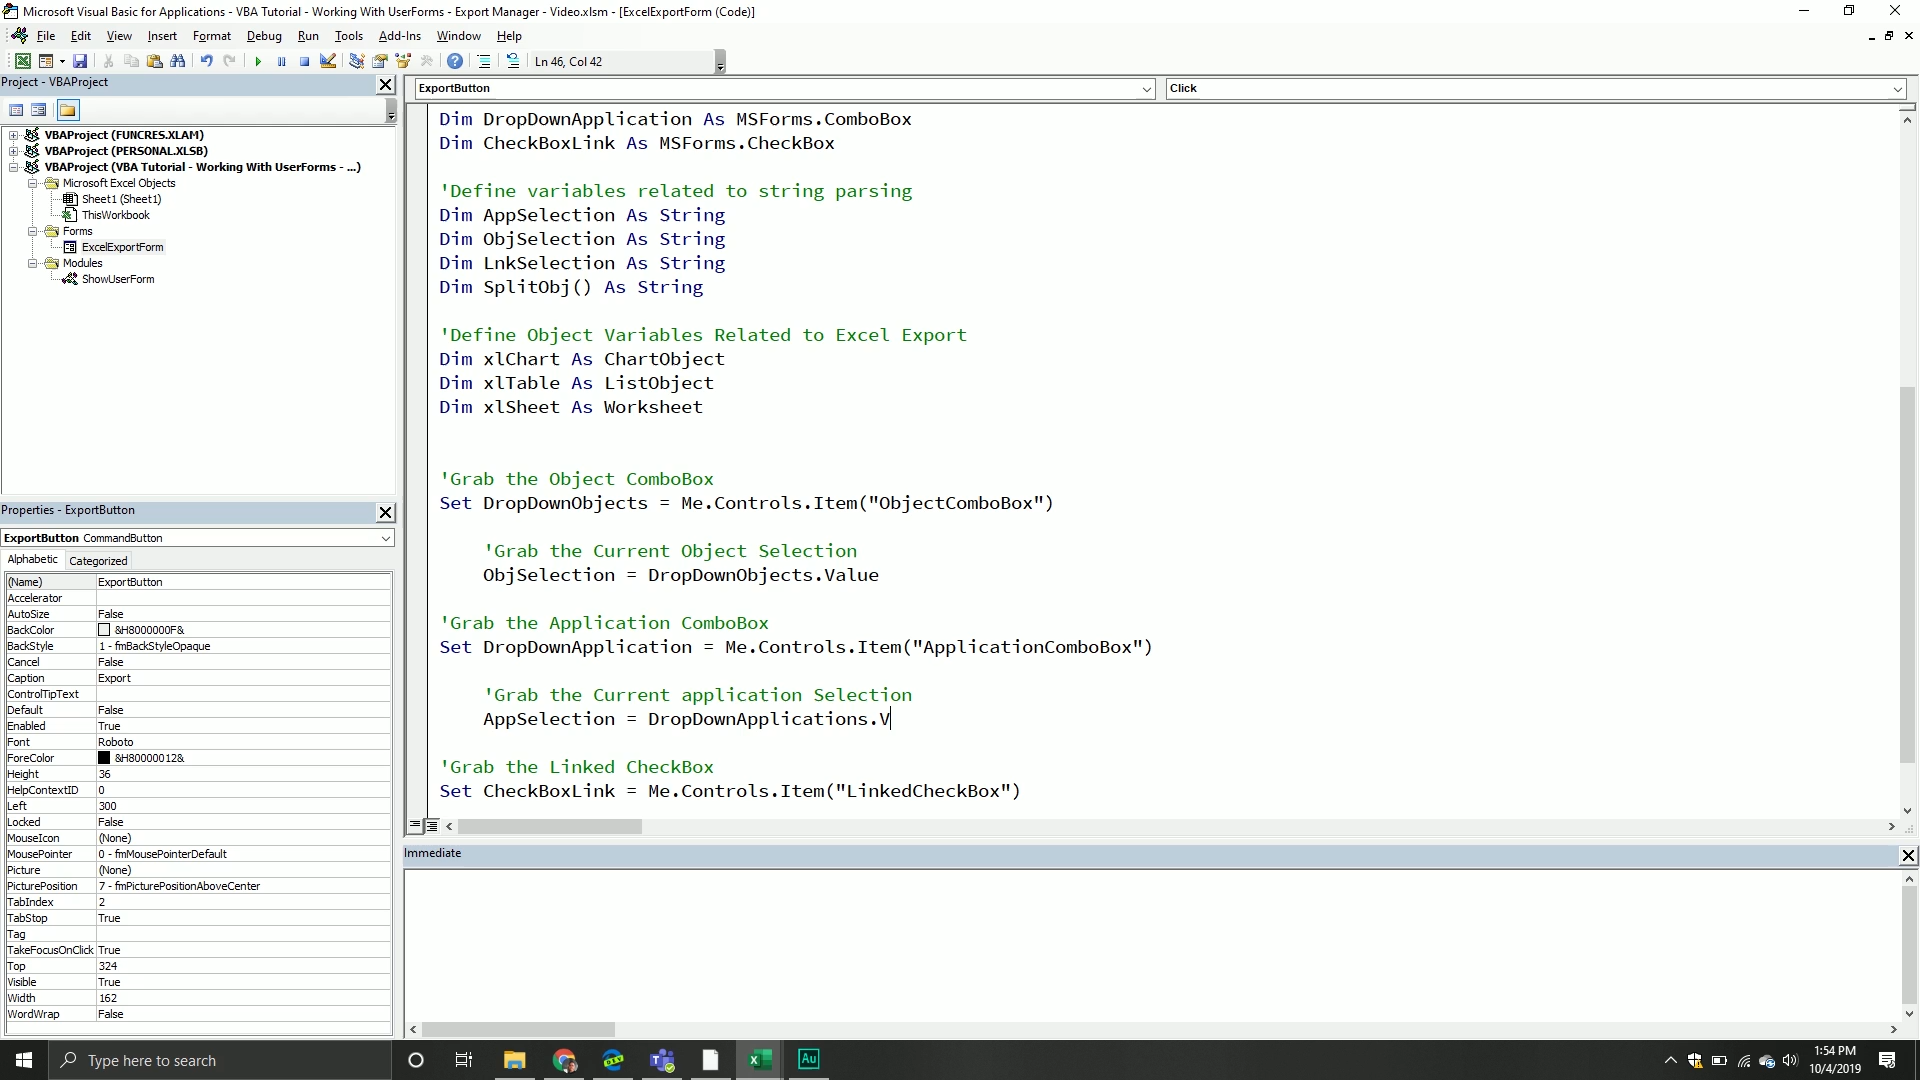 Microsoft Visual Basic for Applications - VBA Tutorial - Working With UserForms - Export Manager - Video.xlsm - [ExcelExportForm (Code)]
File Edit View Insert Format Debug Run Tools Add-Ins Window Help
Ln 46, Col 42
Project - VBAProject
VBAProject (FUNCRES.XLAM)
VBAProject (PERSONAL.XLSB)
VBAProject (VBA Tutorial - Working With UserForms - ...)
Microsoft Excel Objects
Sheet1 (Sheet1)
ThisWorkbook
Forms
ExcelExportForm
Modules
ShowUserForm
Properties - ExportButton
ExportButton CommandButton
Alphabetic Categorized
(Name) ExportButton
Accelerator
AutoSize False
BackColor &H8000000F&
BackStyle 1 - fmBackStyleOpaque
Cancel False
Caption Export
ControlTipText
Default False
Enabled True
Font Roboto
ForeColor &H80000012&
Height 36
HelpContextID 0
Left 300
Locked False
MouseIcon (None)
MousePointer 0 - fmMousePointerDefault
Picture (None)
PicturePosition 7 - fmPicturePositionAboveCenter
TabIndex 2
TabStop True
Tag
TakeFocusOnClick True
Top 324
Visible True
Width 162
WordWrap False
ExportButton Click
Dim DropDownApplication As MSForms.ComboBox
Dim CheckBoxLink As MSForms.CheckBox
'Define variables related to string parsing
Dim AppSelection As String
Dim ObjSelection As String
Dim LnkSelection As String
Dim SplitObj() As String
'Define Object Variables Related to Excel Export
Dim xlChart As ChartObject
Dim xlTable As ListObject
Dim xlSheet As Worksheet
'Grab the Object ComboBox
Set DropDownObjects = Me.Controls.Item("ObjectComboBox")
'Grab the Current Object Selection
ObjSelection = DropDownObjects.Value
'Grab the Application ComboBox
Set DropDownApplication = Me.Controls.Item("ApplicationComboBox")
'Grab the Current application Selection
AppSelection = DropDownApplications.V
'Grab the Linked CheckBox
Set CheckBoxLink = Me.Controls.Item("LinkedCheckBox")
Immediate
Type here to search
Au
1:54 PM
10/4/2019